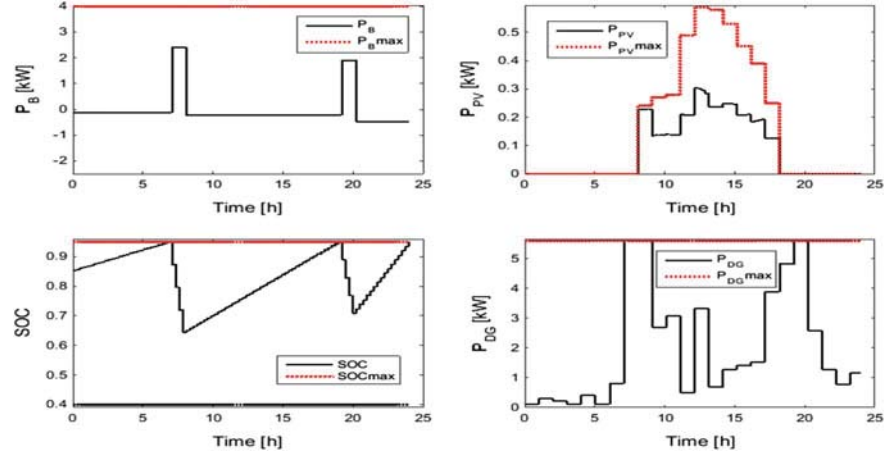 4
3
2
1
0
-1
-2
P_B [kW]
P_B
P_Bmax
0 5 10 15 20 25
Time [h]
0.5
0.4
0.3
0.2
0.1
0
P_PV [kW]
P_PV
P_PVmax
0 5 10 15 20 25
Time [h]
0.9
0.8
0.7
0.6
0.5
0.4
SOC
SOC
SOCmax
0 5 10 15 20 25
Time [h]
5
4
3
2
1
0
P_DG [kW]
P_DG
P_DGmax
0 5 10 15 20 25
Time [h]